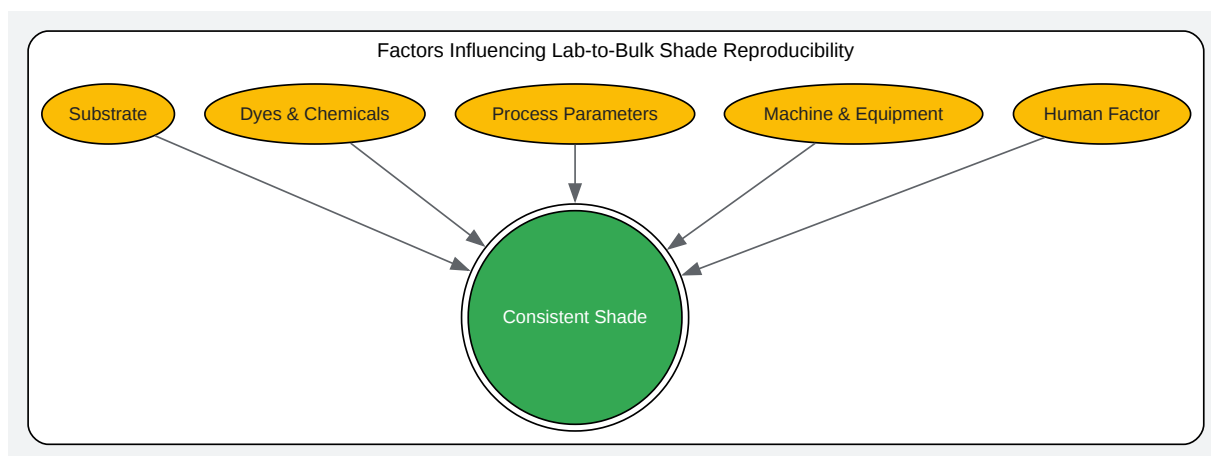 Factors Influencing Lab-to-Bulk Shade Reproducibility
Substrate
Dyes & Chemicals
Process Parameters
Machine & Equipment
Human Factor
Consistent Shade